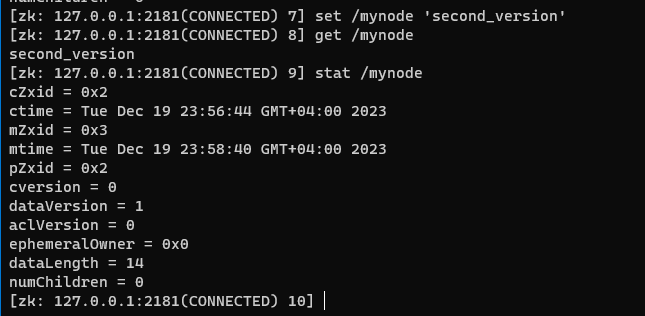 numChildren = 0
[zk: 127.0.0.1:2181(CONNECTED) 7] set /mynode 'second_version'
[zk: 127.0.0.1:2181(CONNECTED) 8] get /mynode
second_version
[zk: 127.0.0.1:2181(CONNECTED) 9] stat /mynode
cZxid = 0x2
ctime = Tue Dec 19 23:56:44 GMT+04:00 2023
mZxid = 0x3
mtime = Tue Dec 19 23:58:40 GMT+04:00 2023
pZxid = 0x2
cversion = 0
dataVersion = 1
aclVersion = 0
ephemeralOwner = 0x0
dataLength = 14
numChildren = 0
[zk: 127.0.0.1:2181(CONNECTED) 10]